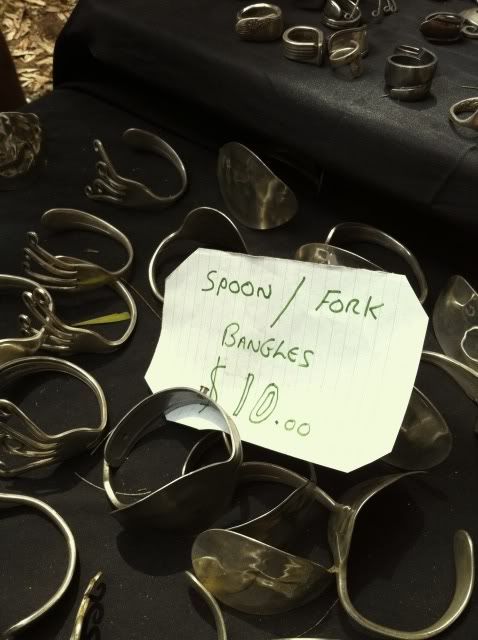 SPOON / FORK
BANGLES
$10.00